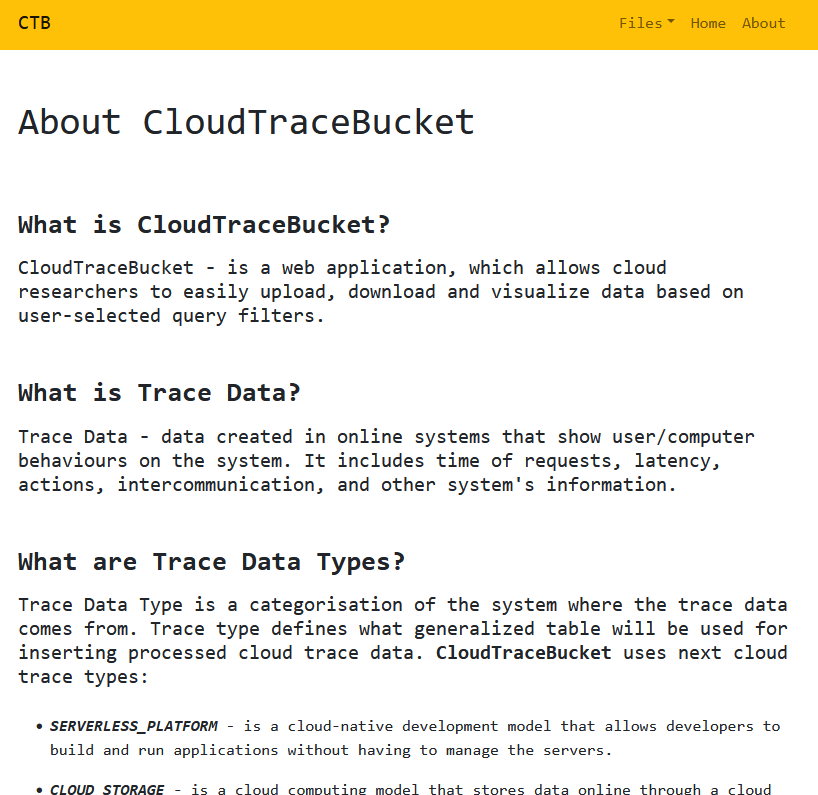 CTB
Files Home About
About CloudTraceBucket
What is CloudTraceBucket?
CloudTraceBucket - is a web application, which allows cloud
researchers to easily upload, download and visualize data based on
user-selected query filters.
What is Trace Data?
Trace Data - data created in online systems that show user/computer
behaviours on the system. It includes time of requests, latency,
actions, intercommunication, and other system's information.
What are Trace Data Types?
Trace Data Type is a categorisation of the system where the trace data
comes from. Trace type defines what generalized table will be used for
inserting processed cloud trace data. CloudTraceBucket uses next cloud
trace types:
• SERVERLESS_PLATFORM - is a cloud-native development model that allows developers to
build and run applications without having to manage the servers.
• CLOUD_STORAGE - is a cloud computing model that stores data online through a cloud